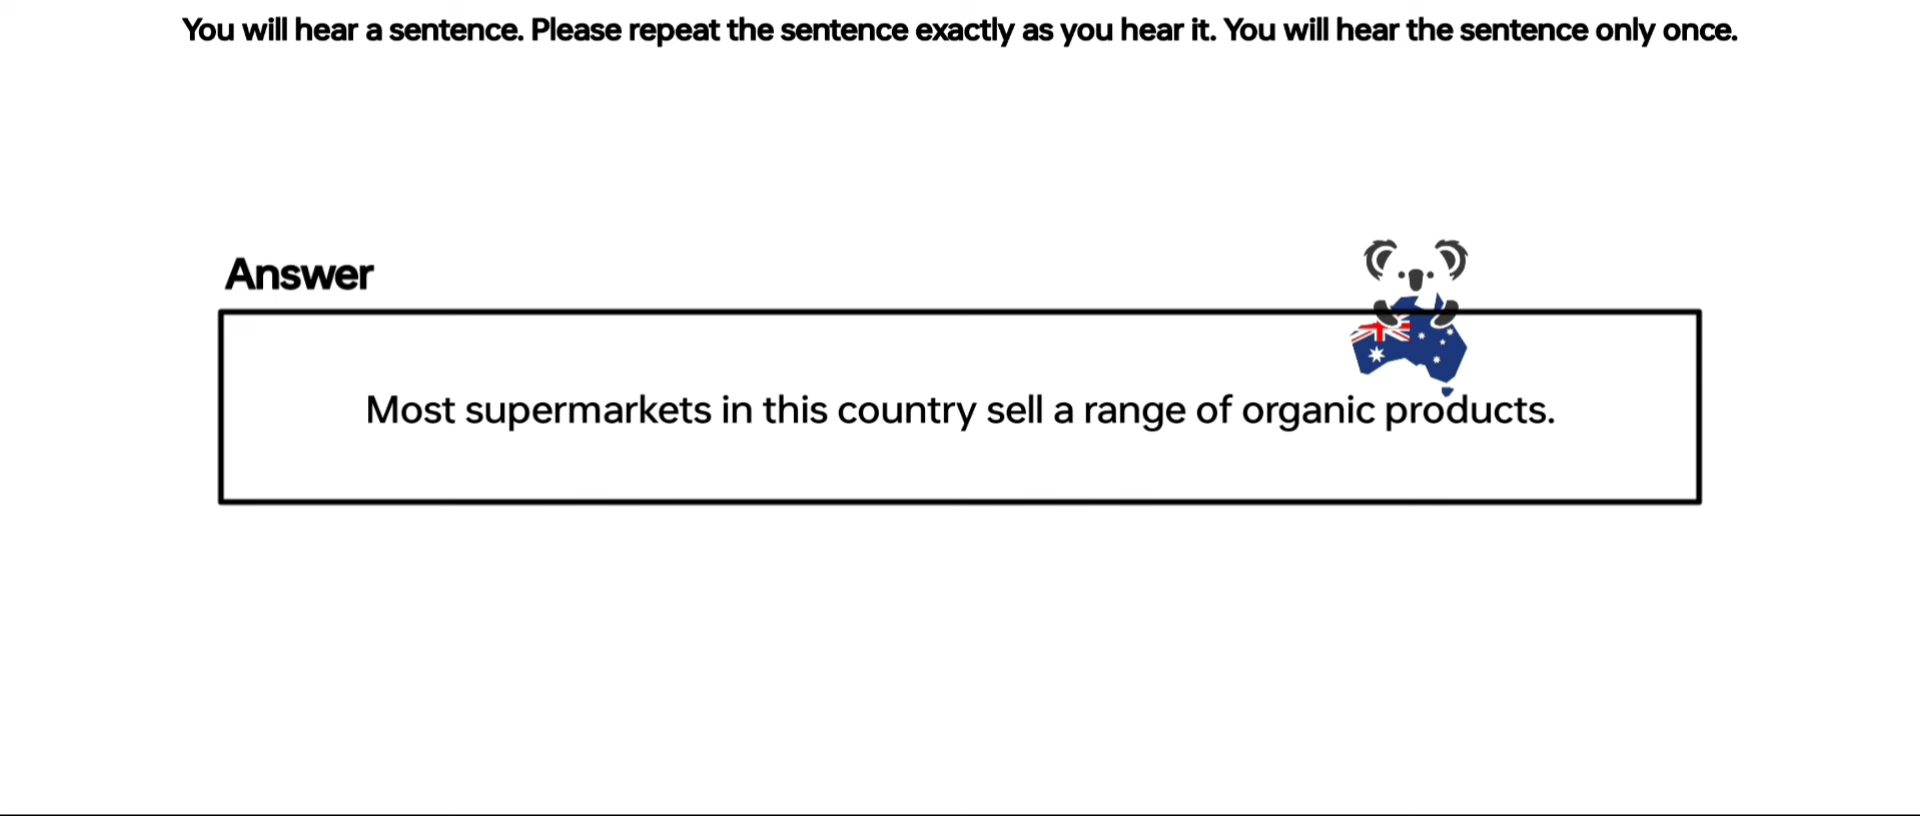 You will hear a sentence. Please repeat the sentence exactly as you hear it. You will hear the sentence only once.
Answer
Most supermarkets in this country sell a range of organic products.